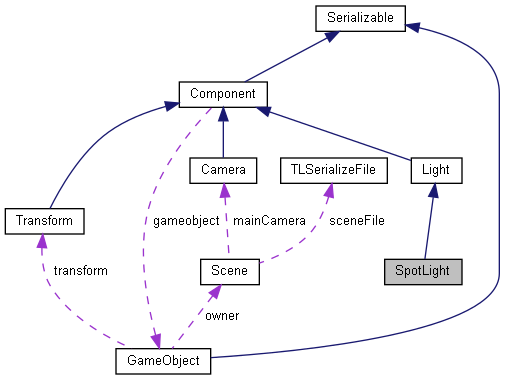 Serializable
Component
Camera
TLSerializeFile
Light
Transform
gameobject
mainCamera
sceneFile
transform
Scene
SpotLight
owner
GameObject